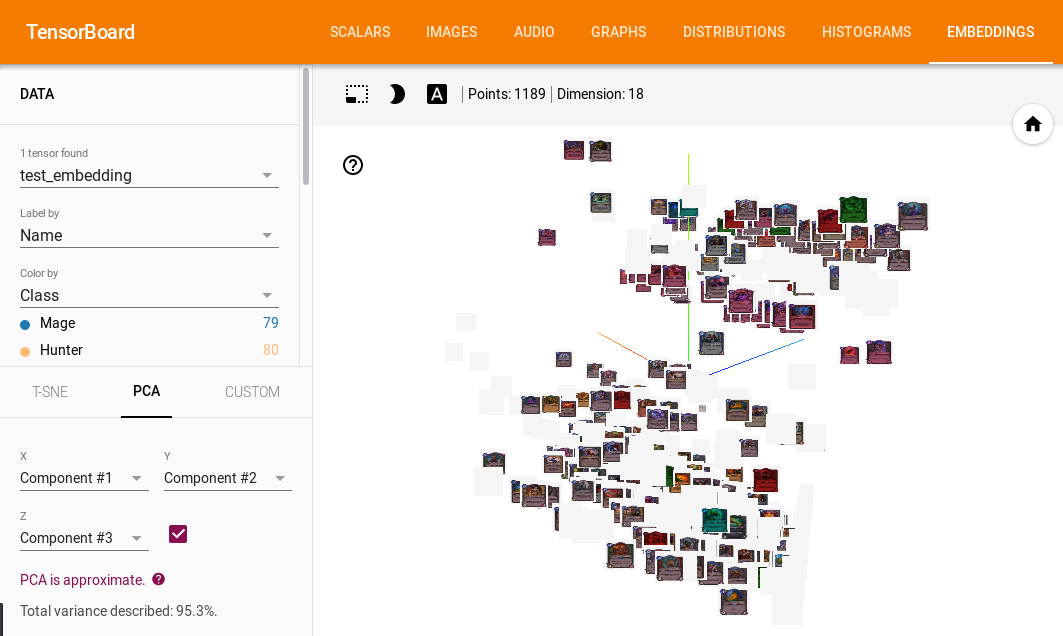 TensorBoard
SCALARS IMAGES AUDIO GRAPHS DISTRIBUTIONS HISTOGRAMS EMBEDDINGS
DATA
1 tensor found
test_embedding
Label by
Name
Color by
Class
Mage 79
Hunter 80
T-SNE PCA CUSTOM
X Y
Component #1 Component #2
Z
Component #3
PCA is approximate.
Total variance described: 95.3%.
A Points: 1189 Dimension: 18